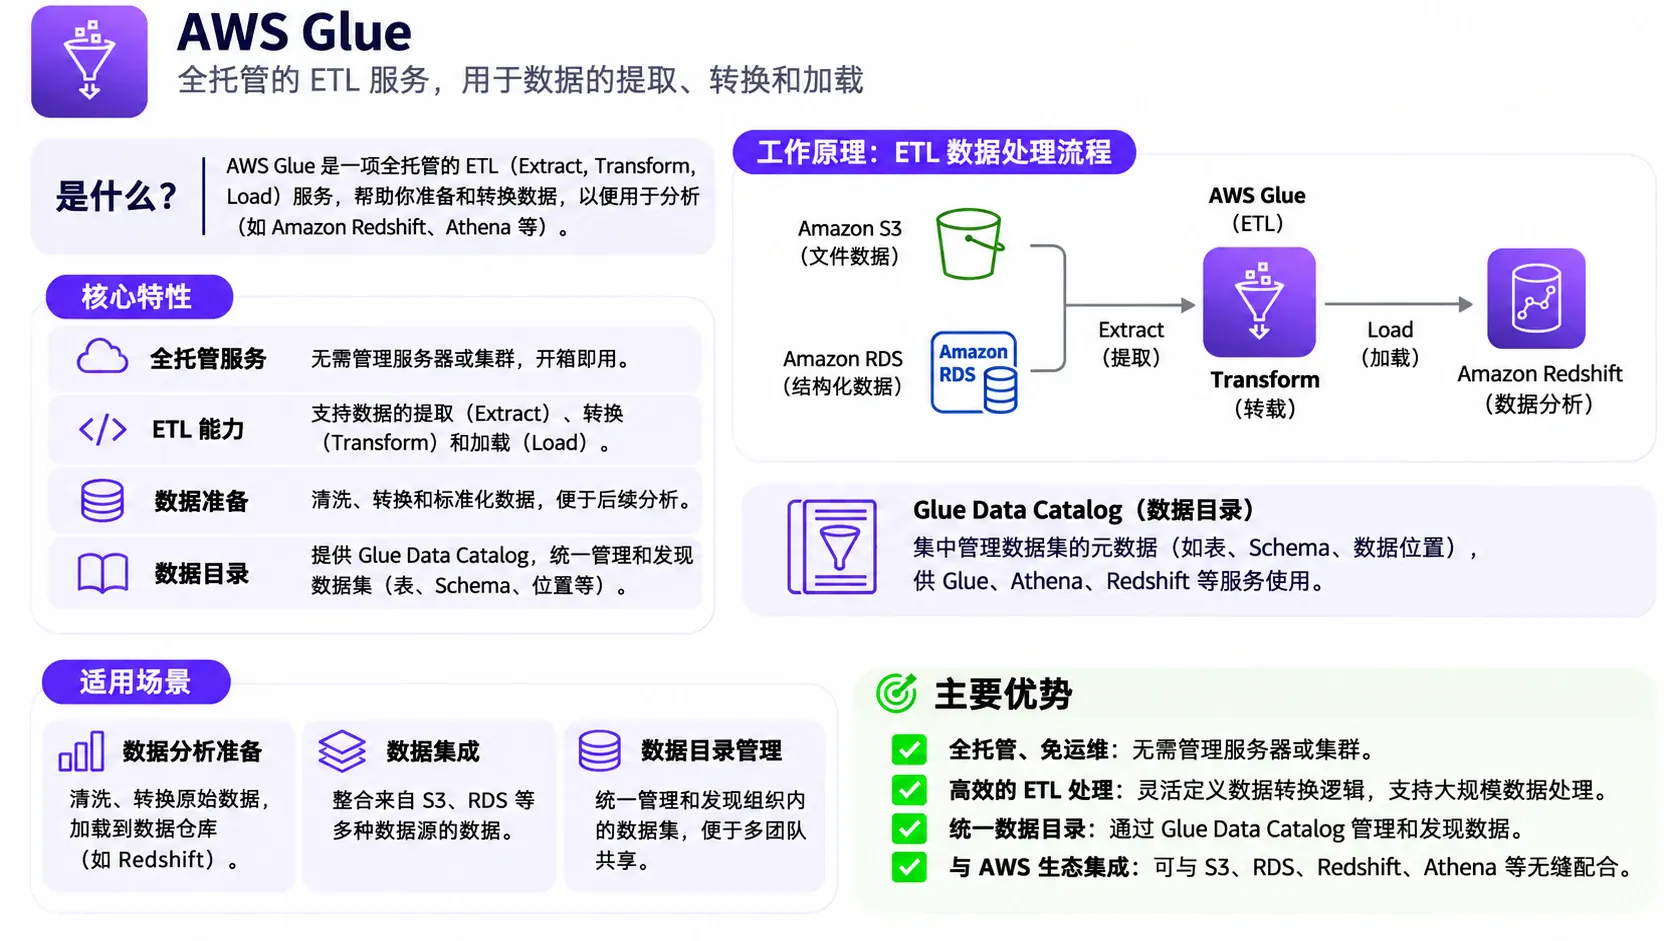 AWS Glue
全托管的 ETL 服务，用于数据的提取、转换和加载
是什么？
AWS Glue 是一项全托管的 ETL（Extract, Transform,
Load）服务，帮助你准备和转换数据，以便用于分析
（如 Amazon Redshift、Athena 等）。
核心特性
全托管服务
无需管理服务器或集群，开箱即用。
ETL 能力
支持数据的提取（Extract）、转换
（Transform）和加载（Load）。
数据准备
清洗、转换和标准化数据，便于后续分析。
数据目录
提供 Glue Data Catalog，统一管理和发现
数据集（表、Schema、位置等）。
工作原理：ETL 数据处理流程
Amazon S3
（文件数据）
Amazon RDS
（结构化数据）
Amazon
RDS
Extract
（提取）
AWS Glue
（ETL）
Transform
（转载）
Load
（加载）
Amazon Redshift
（数据分析）
Glue Data Catalog（数据目录）
集中管理数据集的元数据（如表、Schema、数据位置），
供 Glue、Athena、Redshift 等服务使用。
适用场景
数据分析准备
清洗、转换原始数据，
加载到数据仓库
（如 Redshift）。
数据集成
整合来自 S3、RDS 等
多种数据源的数据。
数据目录管理
统一管理和发现组织内
的数据集，便于多团队
共享。
主要优势
全托管、免运维：无需管理服务器或集群。
高效的 ETL 处理：灵活定义数据转换逻辑，支持大规模数据处理。
统一数据目录：通过 Glue Data Catalog 管理和发现数据。
与 AWS 生态集成：可与 S3、RDS、Redshift、Athena 等无缝配合。